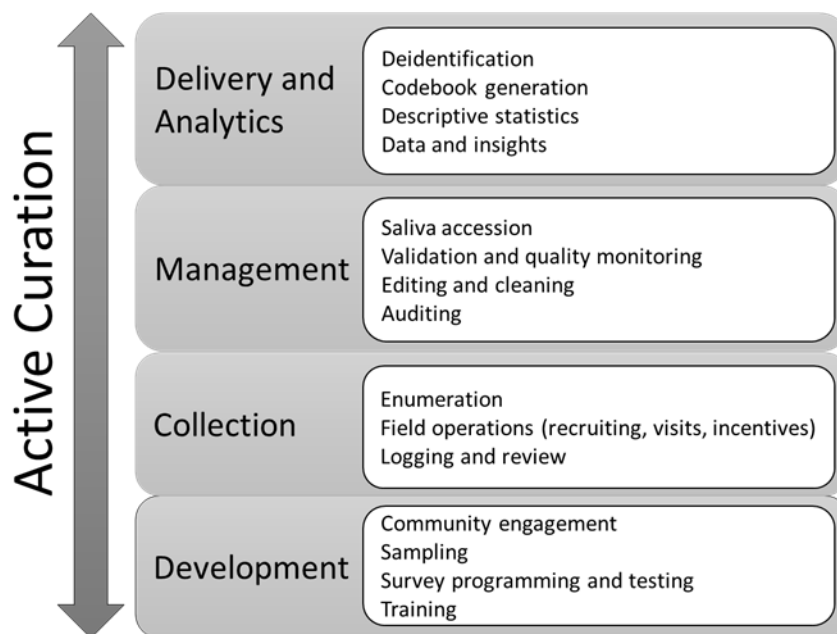 Active Curation
Delivery and
Analytics
Deidentification
Codebook generation
Descriptive statistics
Data and insights
Management
Saliva accession
Validation and quality monitoring
Editing and cleaning
Auditing
Collection
Enumeration
Field operations (recruiting, visits, incentives)
Logging and review
Development
Community engagement
Sampling
Survey programming and testing
Training